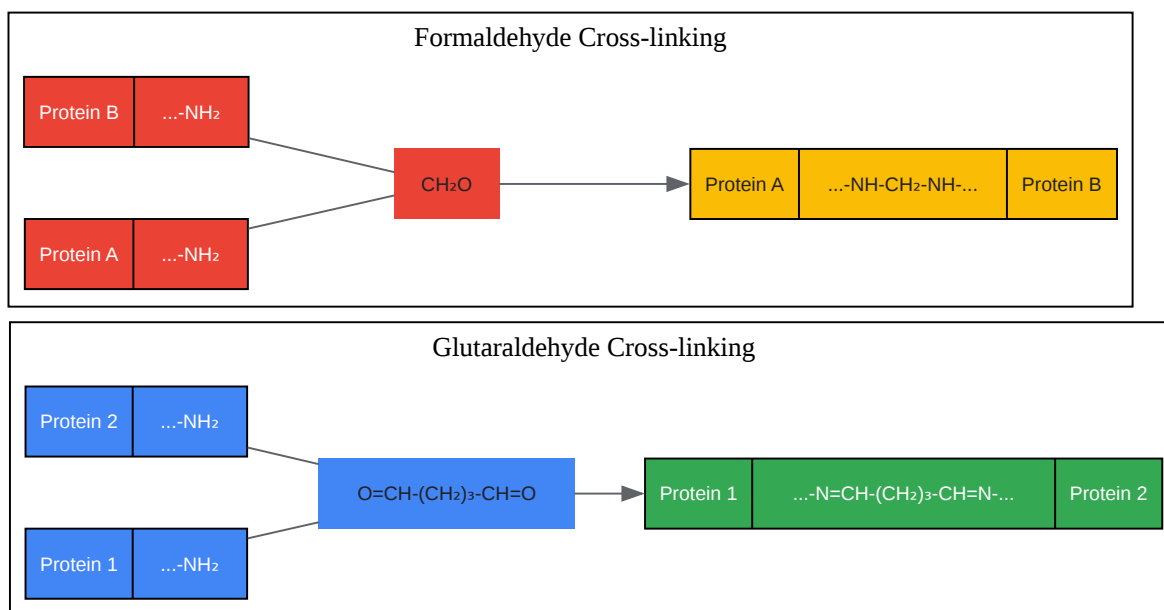 Formaldehyde Cross-linking
Protein B ...-NH₂
CH₂O
Protein A ...-NH-CH₂-NH-... Protein B
Protein A ...-NH₂
Glutaraldehyde Cross-linking
Protein 2 ...-NH₂
O=CH-(CH₂)₃-CH=O
Protein 1 ...-N=CH-(CH₂)₃-CH=N-... Protein 2
Protein 1 ...-NH₂